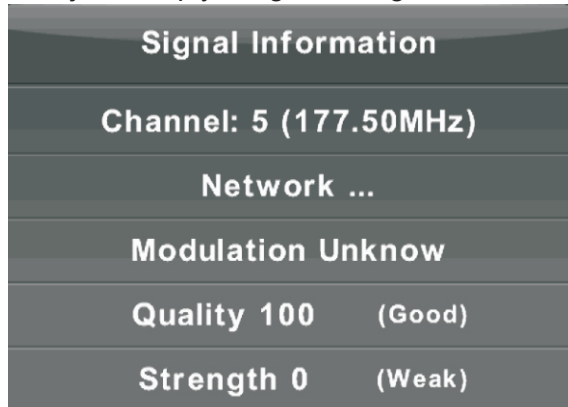 Signal Information
Channel: 5 (177.50MHz)
Network ...
Modulation Unknow
Quality 100 (Good)
Strength 0 (Weak)